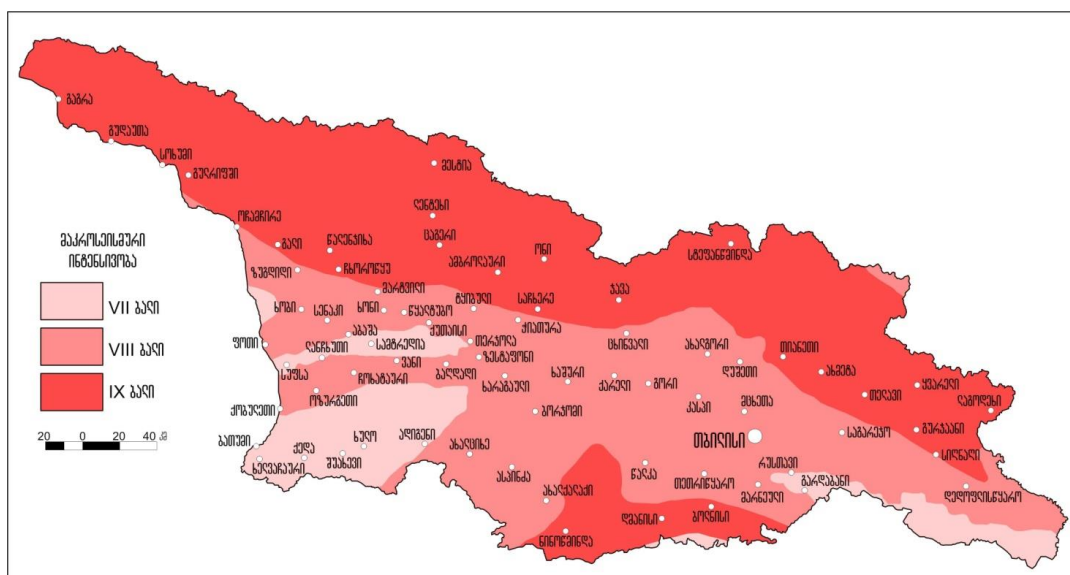 გაგრა
გუდაუთა
სოხუმი
გულრიფში
მესტია
ლენტეხი
ოჩამჩირე
ცაგერი
გალი
წალენჯიხა
ონი
სტეფანწმინდა
მაკროსეისმური
ინტენსივობა
ზუგდიდი
ჩხოროწყუ
ამბროლაური
მარტვილი
ჯავა
VII ბალი
ხობი
სენაკი
ხონი
წყალტუბო
ტყიბული
საჩხერე
აბაშა
ქუთაისი
ჭიათურა
VIII ბალი
ფოთი
ლანჩხუთი
სამტრედია
თერჯოლა
ცხინვალი
ახალგორი
ზესტაფონი
თიანეთი
სუფსა
ვანი
ბაღდადი
დუშეთი
ჩოხატაური
ხარაგაული
ხაშური
ქარელი
გორი
ახმეტა
ყვარელი
IX ბალი
ოზურგეთი
თელავი
ლაგოდეხი
ქობულეთი
კასპი
მცხეთა
ბორჯომი
20 0 20 40 კმ
თბილისი
საგარეჯო
გურჯაანი
ბათუმი
ხულო
ადიგენი
ქედა
შუახევი
ახალციხე
ხელვაჩაური
სიღნაღი
ასპინძა
წალკა
რუსთავი
თეთრიწყარო
გარდაბანი
მარნეული
დედოფლისწყარო
ახალქალაქი
ბოლნისი
დმანისი
ნინოწმინდა